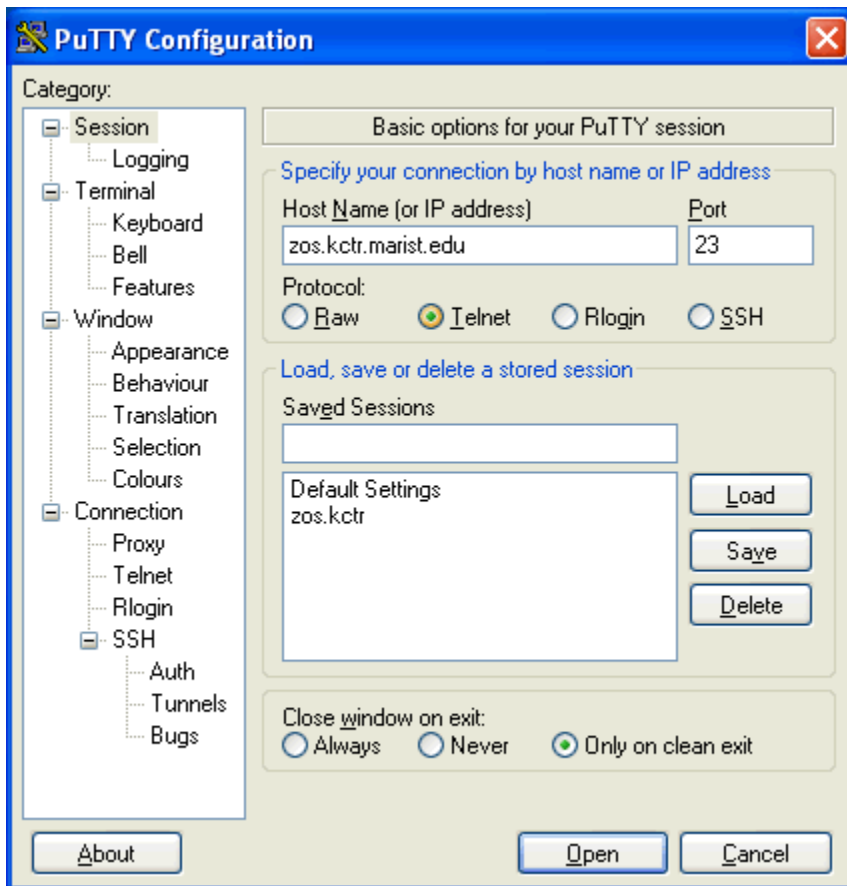 PuTTY Configuration
Category:
Session
Logging
Terminal
Keyboard
Bell
Features
Window
Appearance
Behaviour
Translation
Selection
Colours
Connection
Proxy
Telnet
Rlogin
SSH
Auth
Tunnels
Bugs
Basic options for your PuTTY session
Specify your connection by host name or IP address
Host Name (or IP address) Port
zos.kctr.marist.edu 23
Protocol:
Raw Telnet Rlogin SSH
Load, save or delete a stored session
Saved Sessions
Default Settings
zos.kctr
Load
Save
Delete
Close window on exit:
Always Never Only on clean exit
About Open Cancel